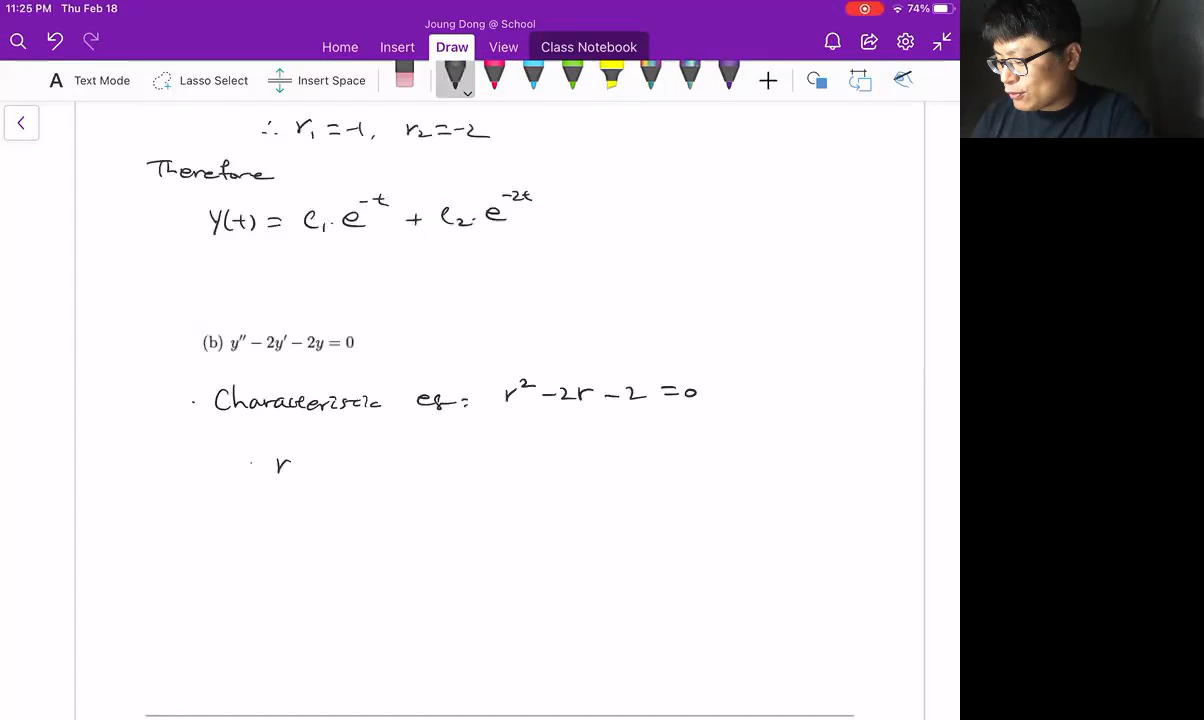 11:25 PM Thu Feb 18
74%
Joung Dong @ School
Home Insert Draw View Class Notebook
A Text Mode Lasso Select Insert Space
∴ r₁ = -1, r₂ = -2
Therefore
y(t) = C₁·e^{-t} + C₂·e^{-2t}
(b) y″ − 2y′ − 2y = 0
· Characteristic eq: r² - 2r - 2 = 0
· r